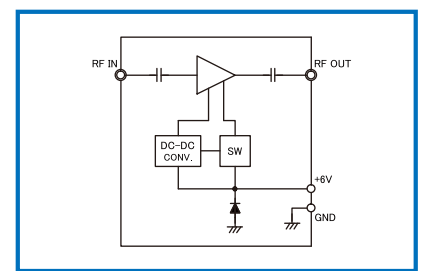 RF IN
RF OUT
DC-DC
CONV.
SW
+6V
GND